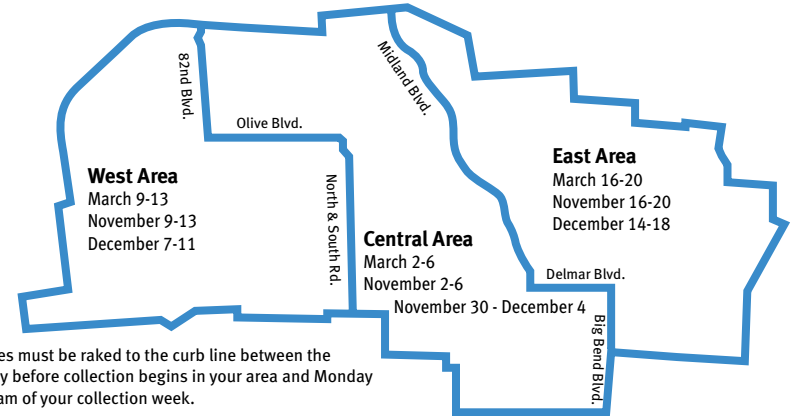 82nd Blvd.
Olive Blvd.
Midland Blvd.
West Area
March 9-13
November 9-13
December 7-11
North & South Rd.
Central Area
March 2-6
November 2-6
November 30 - December 4
East Area
March 16-20
November 16-20
December 14-18
Delmar Blvd.
Big Bend Blvd.
es must be raked to the curb line between the
y before collection begins in your area and Monday
am of your collection week.